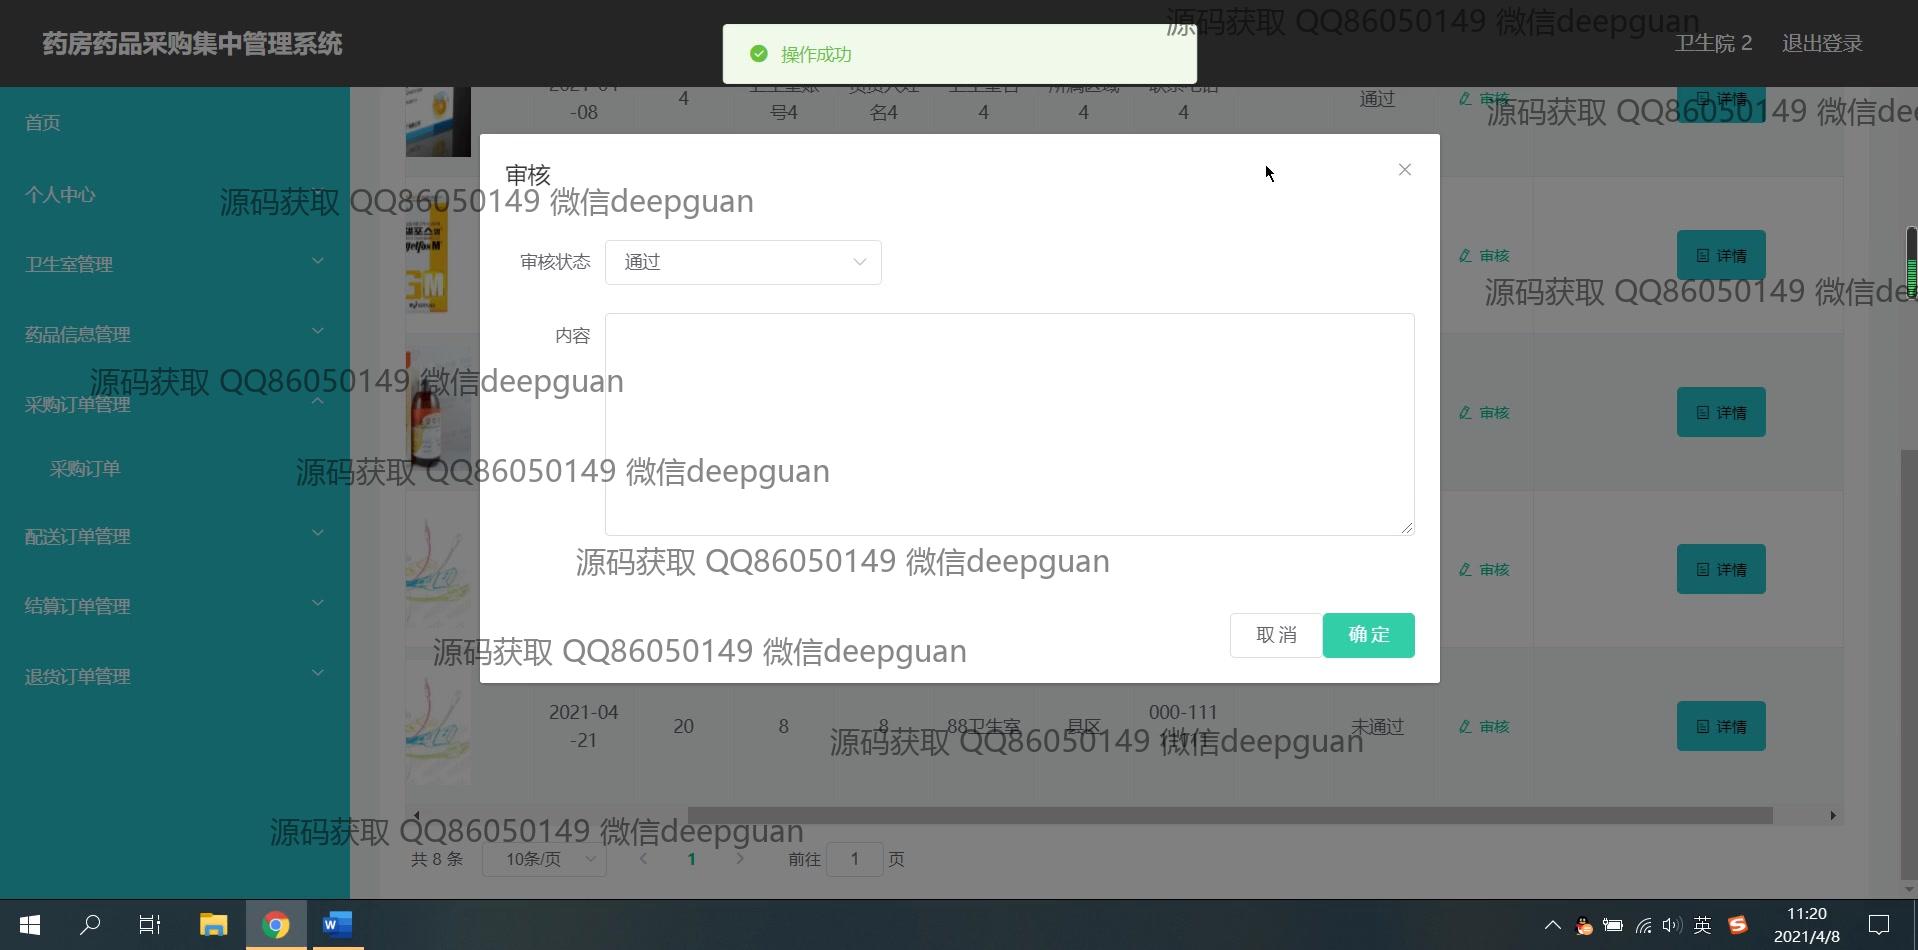 药房药品采购集中管理系统
操作成功
源码获取 QQ86050149 微信deepguan
卫生院 2
退出登录
首页
个人中心
卫生室管理
药品信息管理
采购订单管理
采购订单
配送订单管理
结算订单管理
退货订单管理
-08
4
号4
名4
4
4
4
通过
审核
详情
源码获取 QQ86050149 微信dee
审核
源码获取 QQ86050149 微信deepguan
审核状态
通过
审核
详情
源码获取 QQ86050149 微信de
内容
源码获取 QQ86050149 微信deepguan
审核
详情
源码获取 QQ86050149 微信deepguan
源码获取 QQ86050149 微信deepguan
审核
详情
取消
确定
源码获取 QQ86050149 微信deepguan
2021-04
-21
20
8
8
88卫生室
县区
000-111
未通过
审核
详情
源码获取 QQ86050149 微信deepguan
源码获取 QQ86050149 微信deepguan
共 8 条
10条/页
1
前往
1
页
英
11:20
2021/4/8